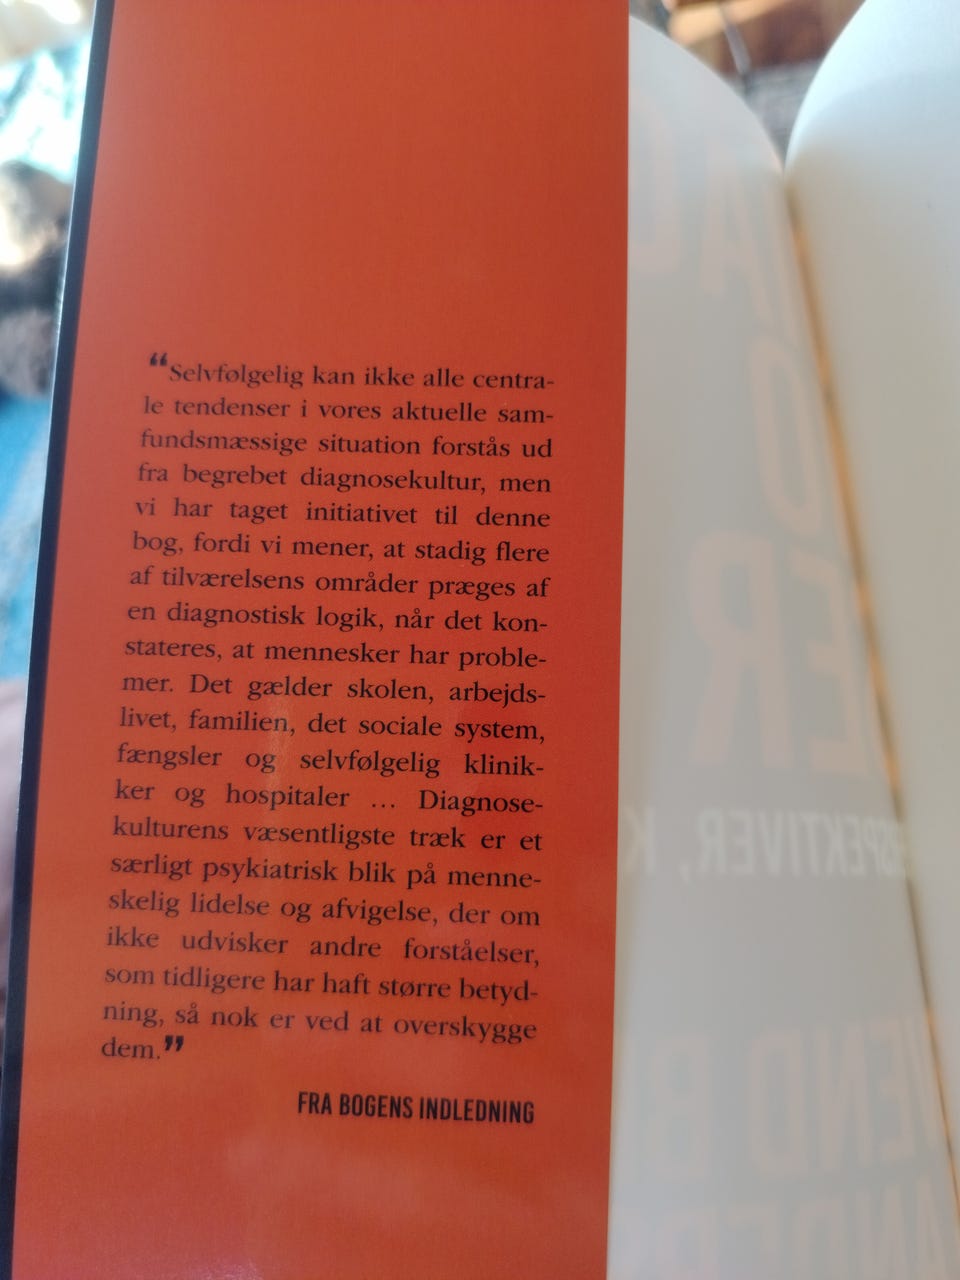 “Selvfølgelig kan ikke alle centra-
le tendenser i vores aktuelle sam-
fundsmæssige situation forstås ud
fra begrebet diagnosekultur, men
vi har taget initiativet til denne
bog, fordi vi mener, at stadig flere
af tilværelsens områder præges af
en diagnostisk logik, når det kon-
stateres, at mennesker har proble-
mer. Det gælder skolen, arbejds-
livet, familien, det sociale system,
fængsler og selvfølgelig klinik-
ker og hospitaler ... Diagnose-
kulturens væsentligste træk er et
særligt psykiatrisk blik på menne-
skelig lidelse og afvigelse, der om
ikke udvisker andre forståelser,
som tidligere har haft større betyd-
ning, så nok er ved at overskygge
dem.”
FRA BOGENS INDLEDNING